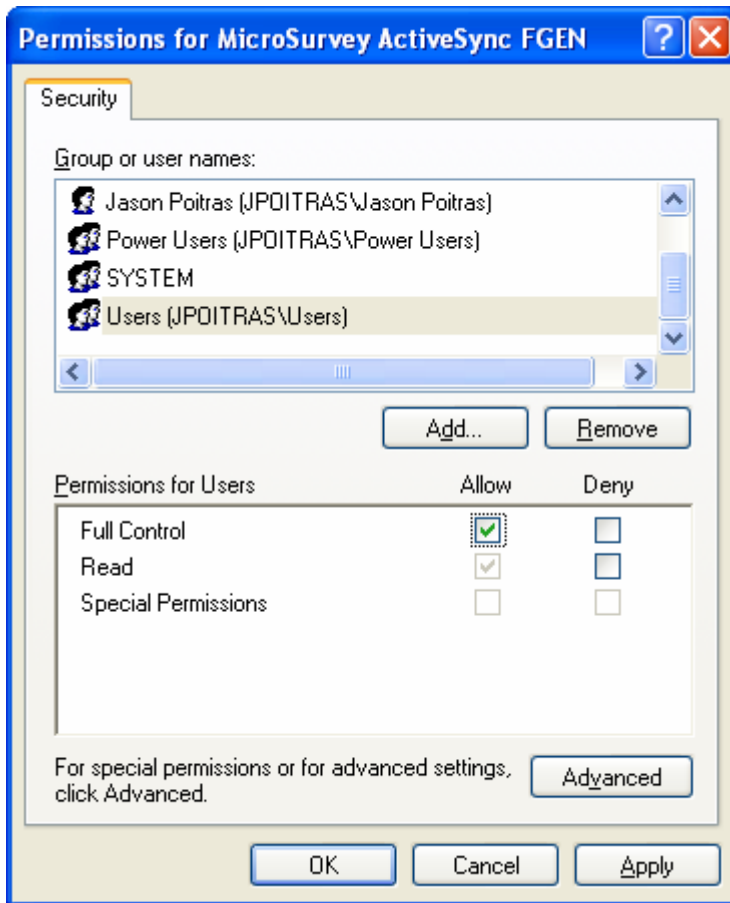 Permissions for MicroSurvey ActiveSync FGEN
Security
Group or user names:
Jason Poitras (JPOITRAS\Jason Poitras)
Power Users (JPOITRAS\Power Users)
SYSTEM
Users (JPOITRAS\Users)
Add... Remove
Permissions for Users Allow Deny
Full Control
Read
Special Permissions
For special permissions or for advanced settings,
click Advanced.
Advanced
OK Cancel Apply